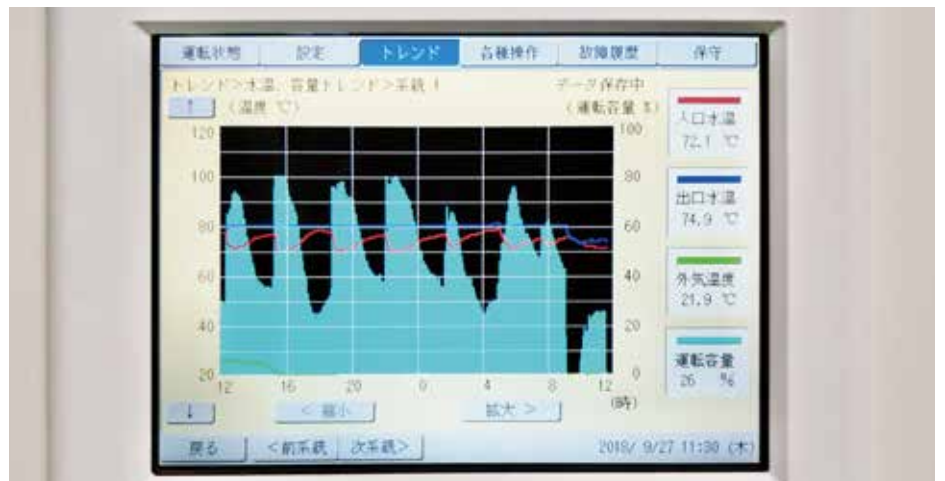 運転状態 設定 トレンド 各種操作 故障履歴 保守
トレンド>水温、容量トレンド>系統 1 データ保存中
↑ (温度 ℃) (運転容量 %)
120 100
100 80
80 60
60 40
40 20
20 0
12 16 20 0 4 8 12
(時)
入口水温
72.1 ℃
出口水温
74.9 ℃
外気温度
21.9 ℃
運転容量
26 %
↓ < 縮小 拡大 >
戻る <前系統 次系統> 2018/ 9/27 11:30 (木)